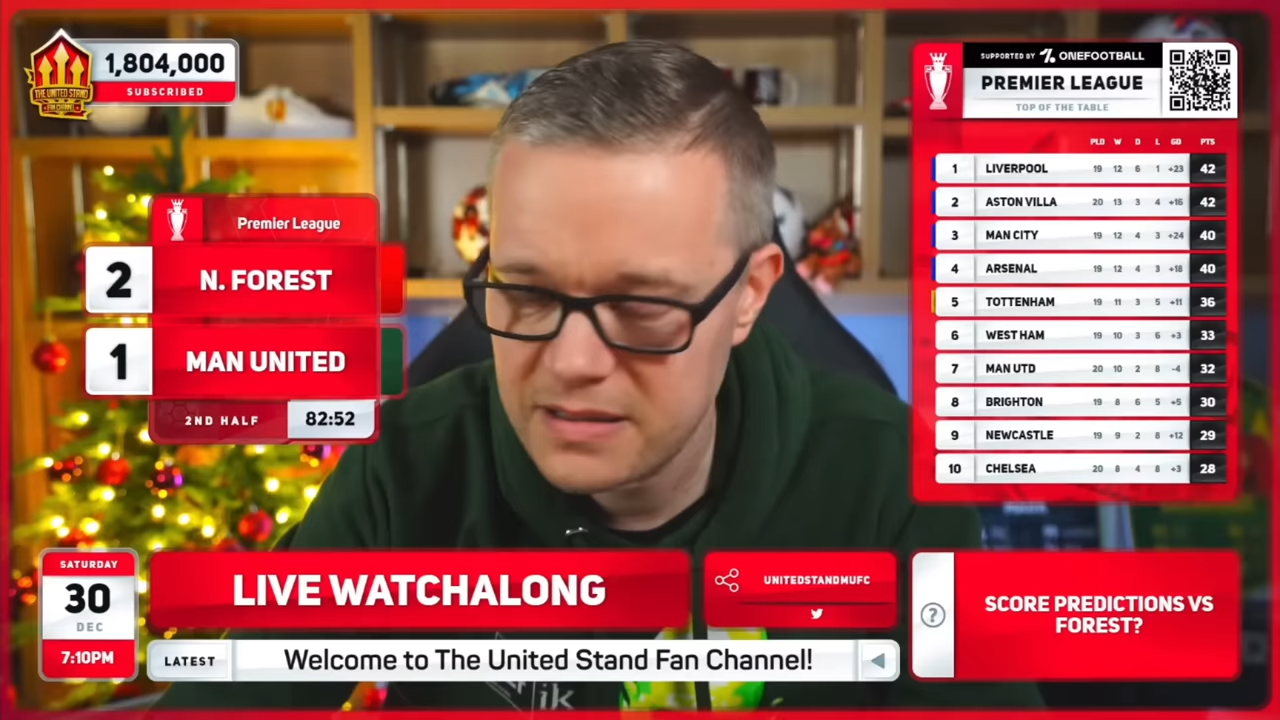 1,804,000
SUBSCRIBED
THE UNITED STAND
FAN CHANNEL
Premier League
2 N. FOREST
1 MAN UNITED
2ND HALF 82:52
SUPPORTED BY ONEFOOTBALL
PREMIER LEAGUE
TOP OF THE TABLE
PLD W D L GD PTS
1 LIVERPOOL 19 12 6 1 +23 42
2 ASTON VILLA 20 13 3 4 +16 42
3 MAN CITY 19 12 4 3 +24 40
4 ARSENAL 19 12 4 3 +18 40
5 TOTTENHAM 19 11 3 5 +11 36
6 WEST HAM 19 10 3 6 +3 33
7 MAN UTD 20 10 2 8 -4 32
8 BRIGHTON 19 8 6 5 +5 30
9 NEWCASTLE 19 9 2 8 +12 29
10 CHELSEA 20 8 4 8 +3 28
SATURDAY
30
DEC
7:10PM
LIVE WATCHALONG
UNITEDSTANDMUFC
LATEST Welcome to The United Stand Fan Channel!
? SCORE PREDICTIONS VS
FOREST?